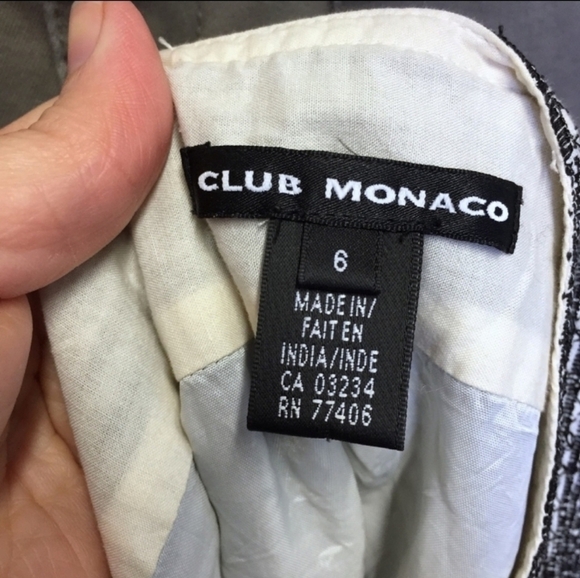 CLUB MONACO
6
MADE IN/
FAIT EN
INDIA/INDE
CA 03234
RN 77406